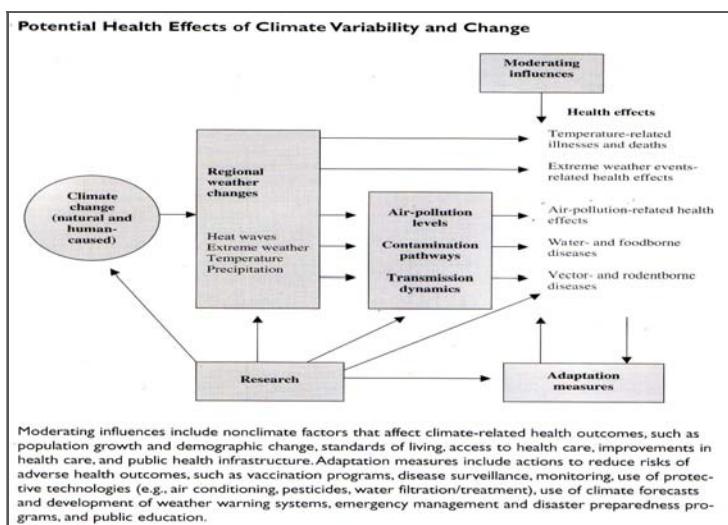 Potential Health Effects of Climate Variability and Change
Moderating
influences
Health effects
Temperature-related
illnesses and deaths
Extreme weather events-
related health effects
Air-pollution-related health
effects
Water- and foodborne
diseases
Vector- and rodentborne
diseases
Regional
weather
changes
Heat waves
Extreme weather
Temperature
Precipitation
Climate
change
(natural and
human-
caused)
Air-pollution
levels
Contamination
pathways
Transmission
dynamics
Research
Adaptation
measures
Moderating influences include nonclimate factors that affect climate-related health outcomes, such as
population growth and demographic change, standards of living, access to health care, improvements in
health care, and public health infrastructure. Adaptation measures include actions to reduce risks of
adverse health outcomes, such as vaccination programs, disease surveillance, monitoring, use of protec-
tive technologies (e.g., air conditioning, pesticides, water filtration/treatment), use of climate forecasts
and development of weather warning systems, emergency management and disaster preparedness pro-
grams, and public education.